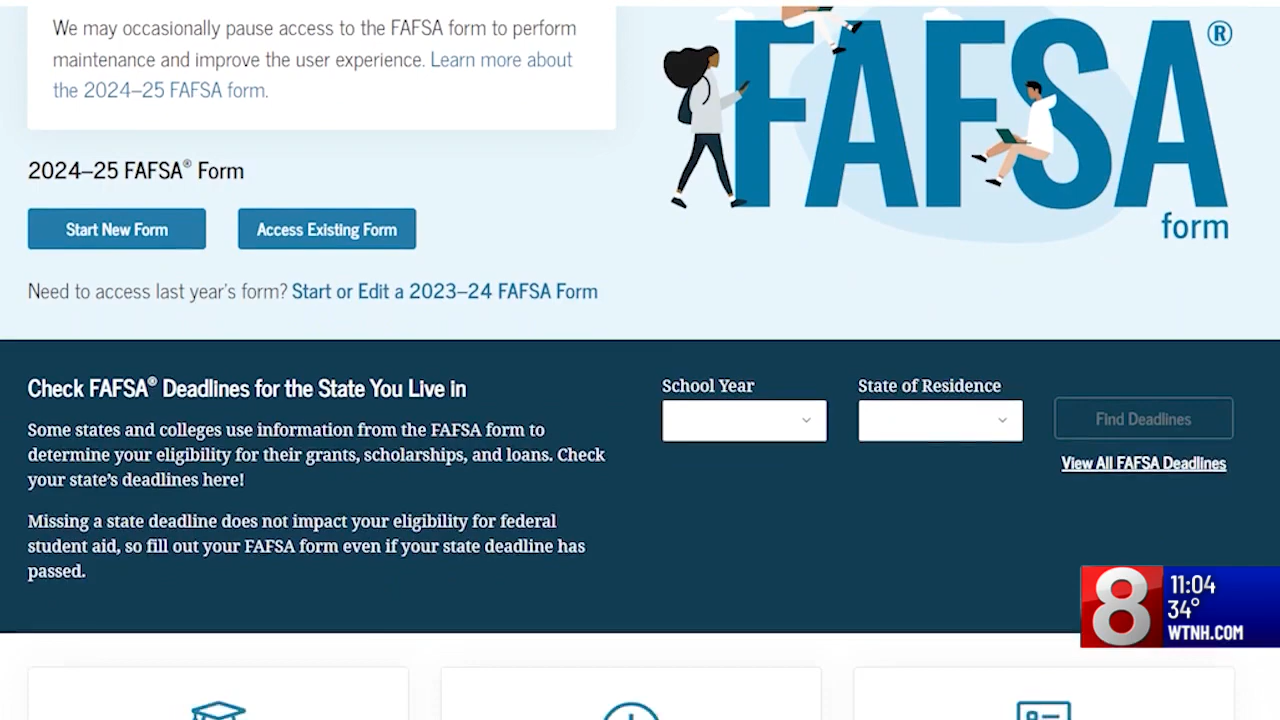 We may occasionally pause access to the FAFSA form to perform
maintenance and improve the user experience. Learn more about
the 2024–25 FAFSA form.
FAFSA®
form
2024–25 FAFSA® Form
Start New Form
Access Existing Form
Need to access last year's form? Start or Edit a 2023–24 FAFSA Form
Check FAFSA® Deadlines for the State You Live in
Some states and colleges use information from the FAFSA form to
determine your eligibility for their grants, scholarships, and loans. Check
your state's deadlines here!
Missing a state deadline does not impact your eligibility for federal
student aid, so fill out your FAFSA form even if your state deadline has
passed.
School Year
State of Residence
Find Deadlines
View All FAFSA Deadlines
8
11:04
34°
WTNH.COM